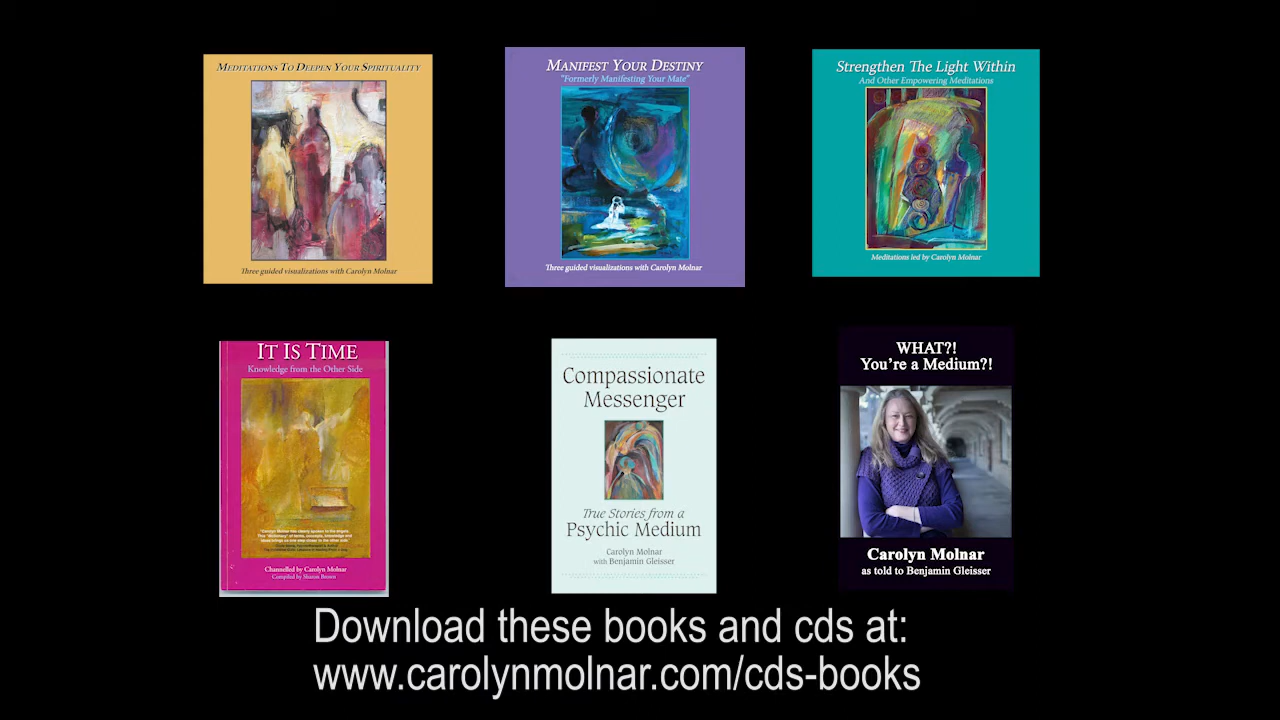 MEDITATIONS TO DEEPEN YOUR SPIRITUALITY
Three guided visualizations with Carolyn Molnar
MANIFEST YOUR DESTINY
"Formerly Manifesting Your Mate"
Three guided visualizations with Carolyn Molnar
Strengthen The Light Within
And Other Empowering Meditations
Meditations led by Carolyn Molnar
IT IS TIME
Knowledge from the Other Side
Channelled by Carolyn Molnar
Compiled by Sharon Brown
Compassionate
Messenger
True Stories from a
Psychic Medium
Carolyn Molnar
with Benjamin Gleisser
WHAT?!
You're a Medium?!
Carolyn Molnar
as told to Benjamin Gleisser
Download these books and cds at:
www.carolynmolnar.com/cds-books